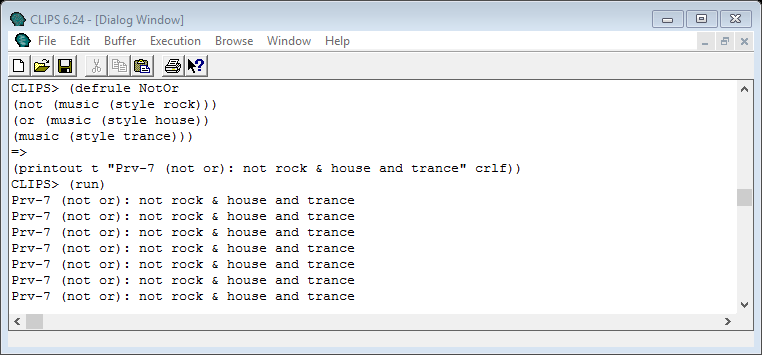 CLIPS 6.24 - [Dialog Window]
File Edit Buffer Execution Browse Window Help
CLIPS> (defrule NotOr
(not (music (style rock)))
(or (music (style house))
(music (style trance)))
=>
(printout t "Prv-7 (not or): not rock & house and trance" crlf))
CLIPS> (run)
Prv-7 (not or): not rock & house and trance
Prv-7 (not or): not rock & house and trance
Prv-7 (not or): not rock & house and trance
Prv-7 (not or): not rock & house and trance
Prv-7 (not or): not rock & house and trance
Prv-7 (not or): not rock & house and trance
Prv-7 (not or): not rock & house and trance